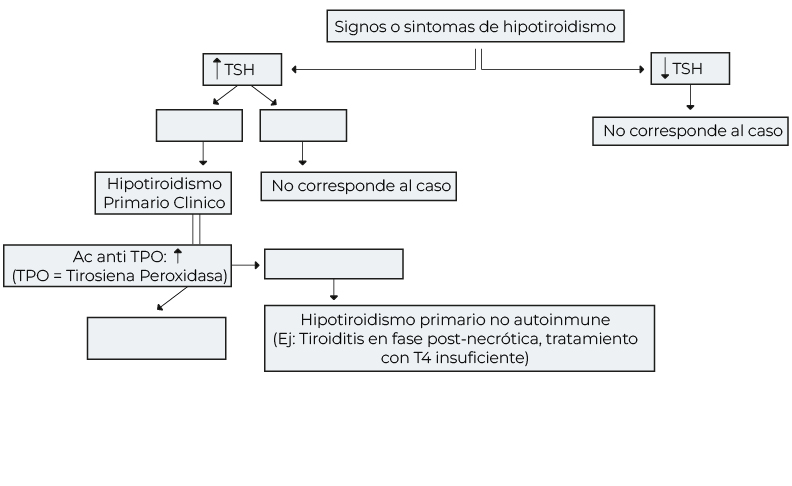 Signos o sintomas de hipotiroidismo
↑ TSH
↓ TSH
No corresponde al caso
Hipotiroidismo
Primario Clinico
No corresponde al caso
Ac anti TPO: ↑
(TPO = Tirosiena Peroxidasa)
Hipotiroidismo primario no autoinmune
(Ej: Tiroiditis en fase post-necrótica, tratamiento
con T4 insuficiente)